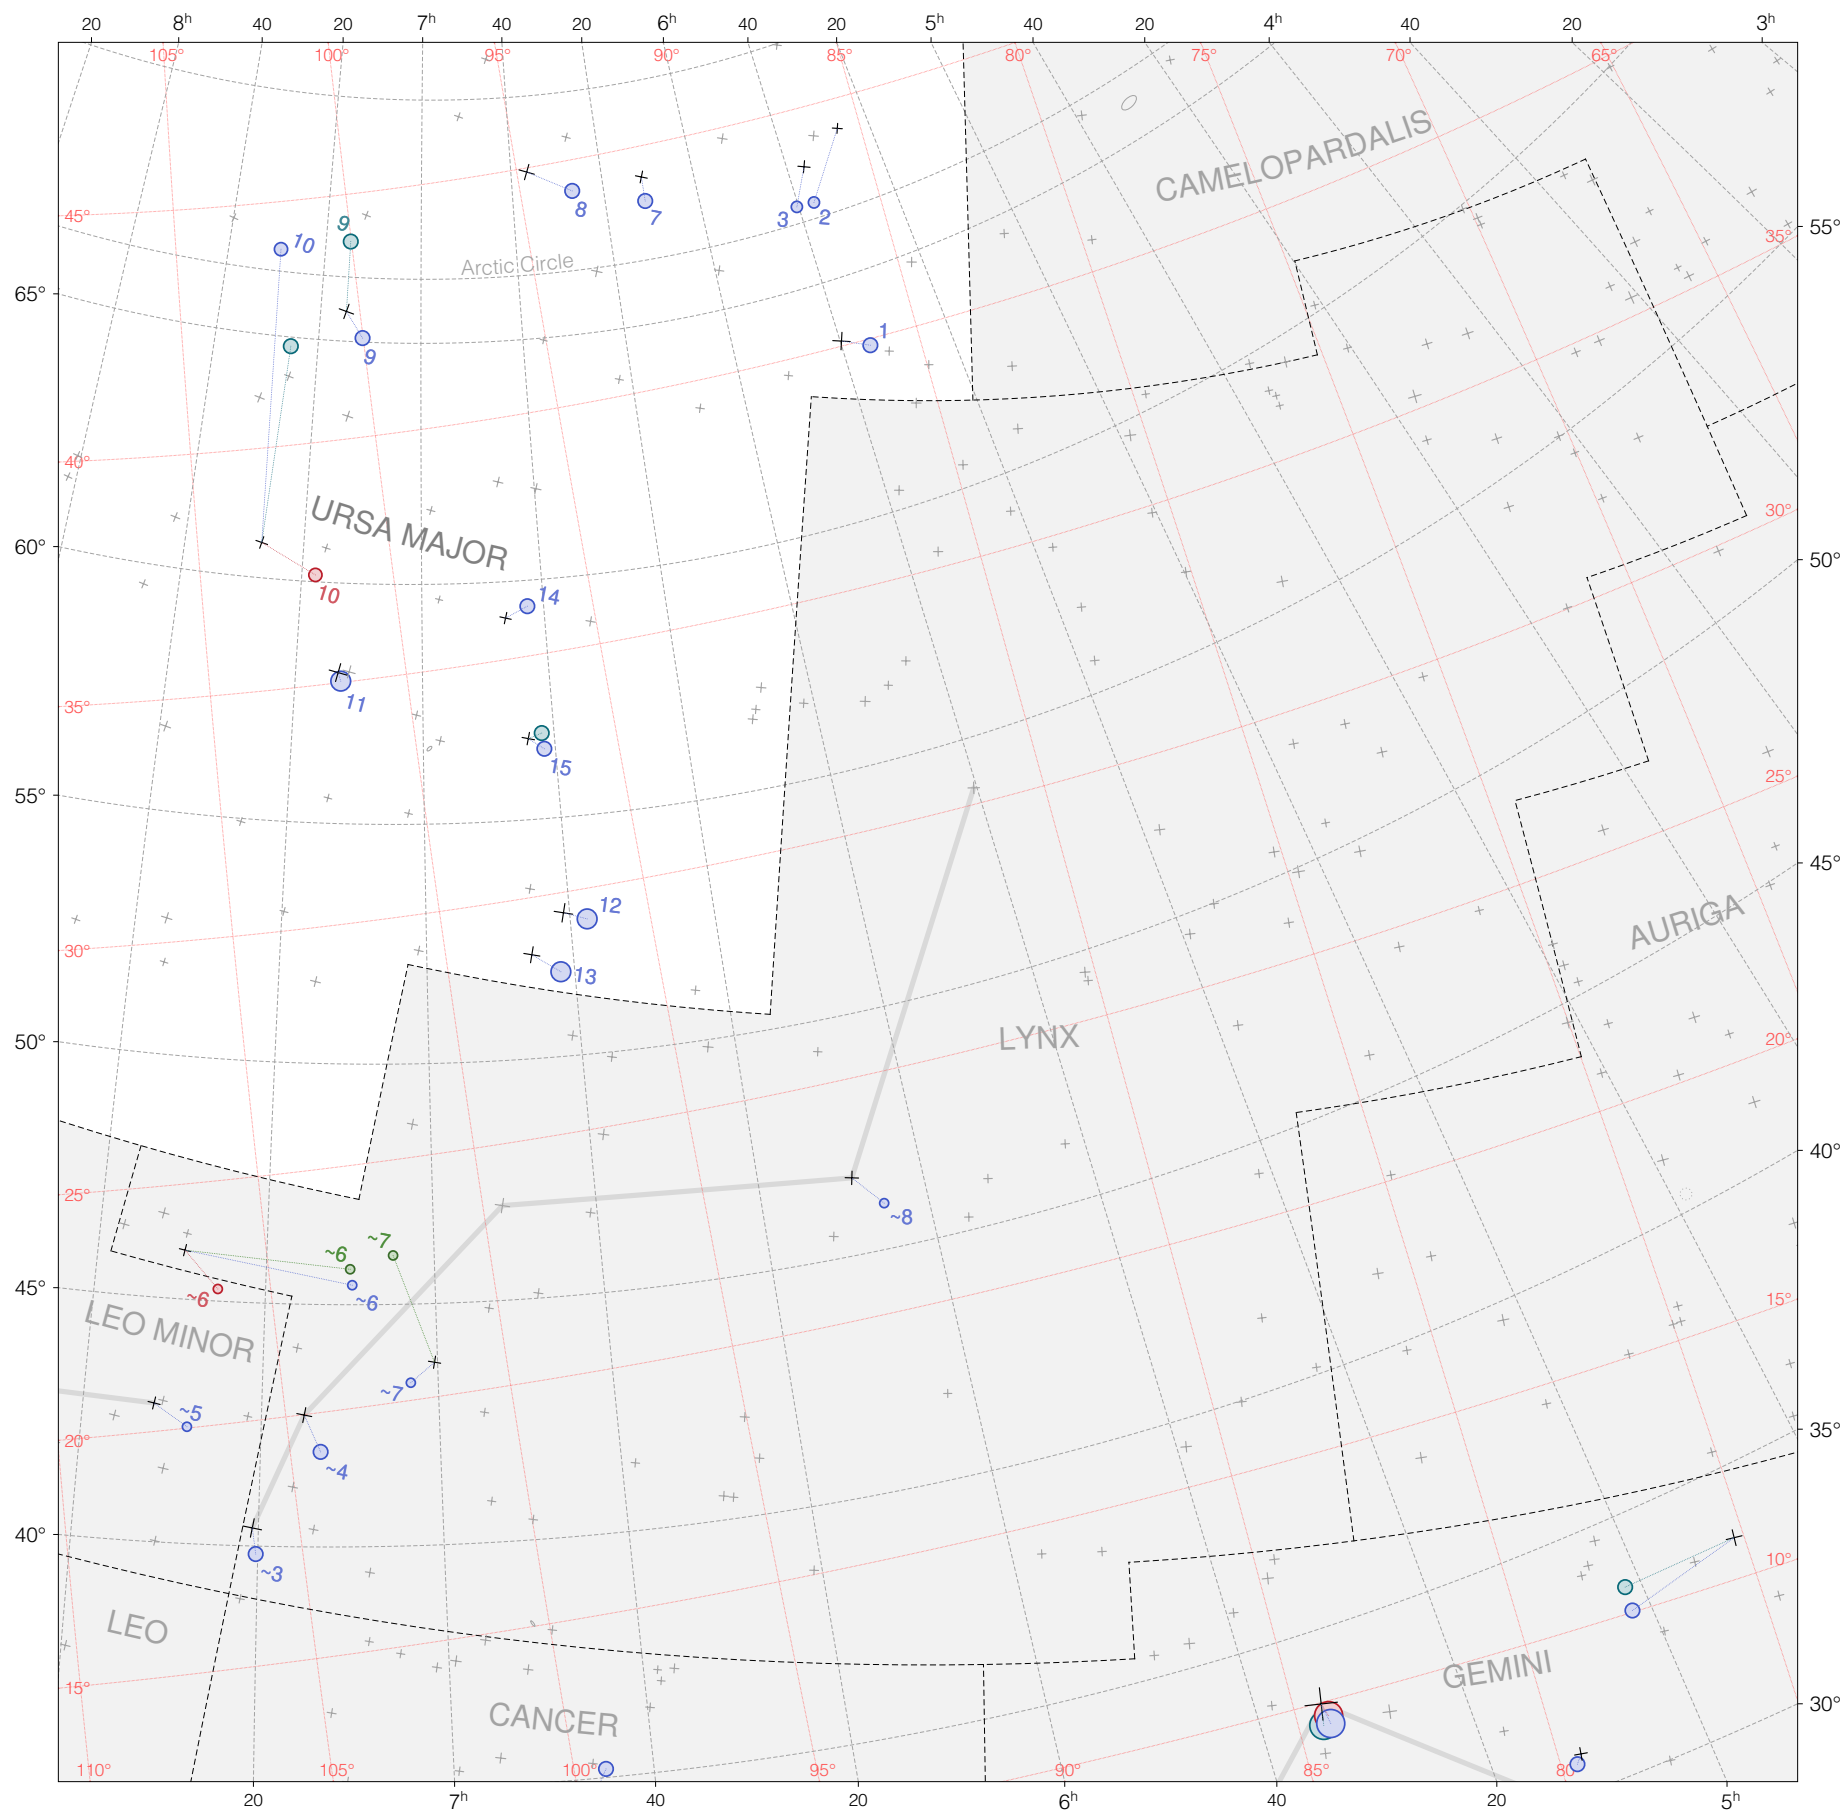 20 8h 40 20 7h 40 20 6h 40 20 5h 40 20 4h 40 20 3h
105° 100° 95° 90° 85° 80° 75° 70° 65°
CAMELOPARDALIS
8 7 3 2
45° 9 10 55° 35°
Arctic Circle
65°
1
9
40°
URSA MAJOR
30°
60° 50°
10 14
11
35°
15
25°
55°
45°
12
AURIGA
30°
13
LYNX
50° 20°
40°
25°
~8
~7
~6
45°
~6 ~6 15°
LEO MINOR
~7
~5
35°
20°
~4
40°
10°
~3
LEO
GEMINI
15° 30°
CANCER
110° 105° 100° 95° 90° 85° 80°
20 7h 40 20 6h 40 20 5h